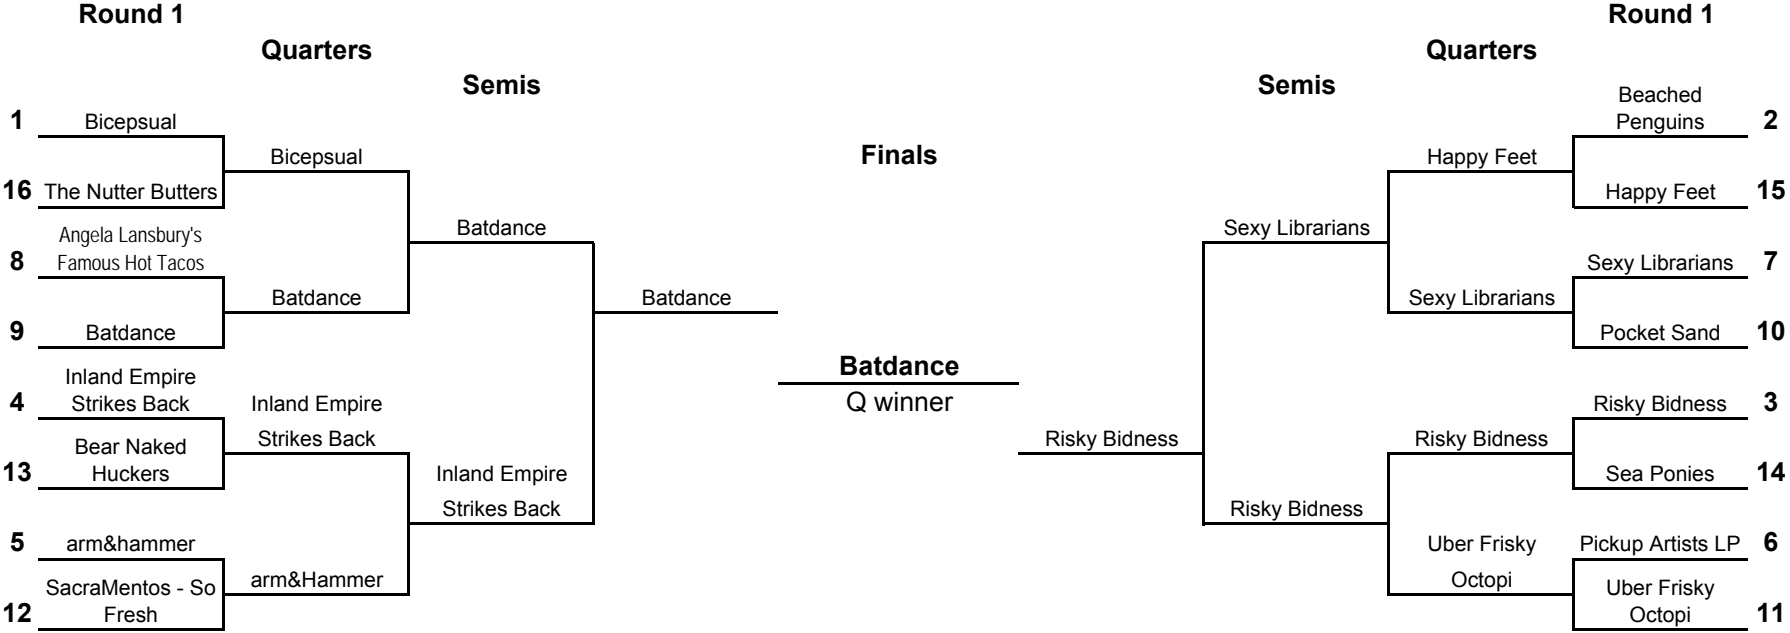 Round 1
Round 1
Quarters
Quarters
Semis
Semis
Finals
1
Bicepsual
Bicepsual
16
The Nutter Butters
Batdance
8
Angela Lansbury's
Famous Hot Tacos
Batdance
Batdance
9
Batdance
4
Inland Empire
Strikes Back
Inland Empire
Strikes Back
13
Bear Naked
Huckers
Inland Empire
Strikes Back
5
arm&hammer
arm&Hammer
12
SacraMentos - So
Fresh
Batdance
Q winner
Beached
Penguins
2
Happy Feet
Happy Feet
15
Sexy Librarians
Sexy Librarians
7
Sexy Librarians
Pocket Sand
10
Risky Bidness
Risky Bidness
3
Risky Bidness
Sea Ponies
14
Risky Bidness
Pickup Artists LP
6
Uber Frisky
Octopi
Uber Frisky
Octopi
11